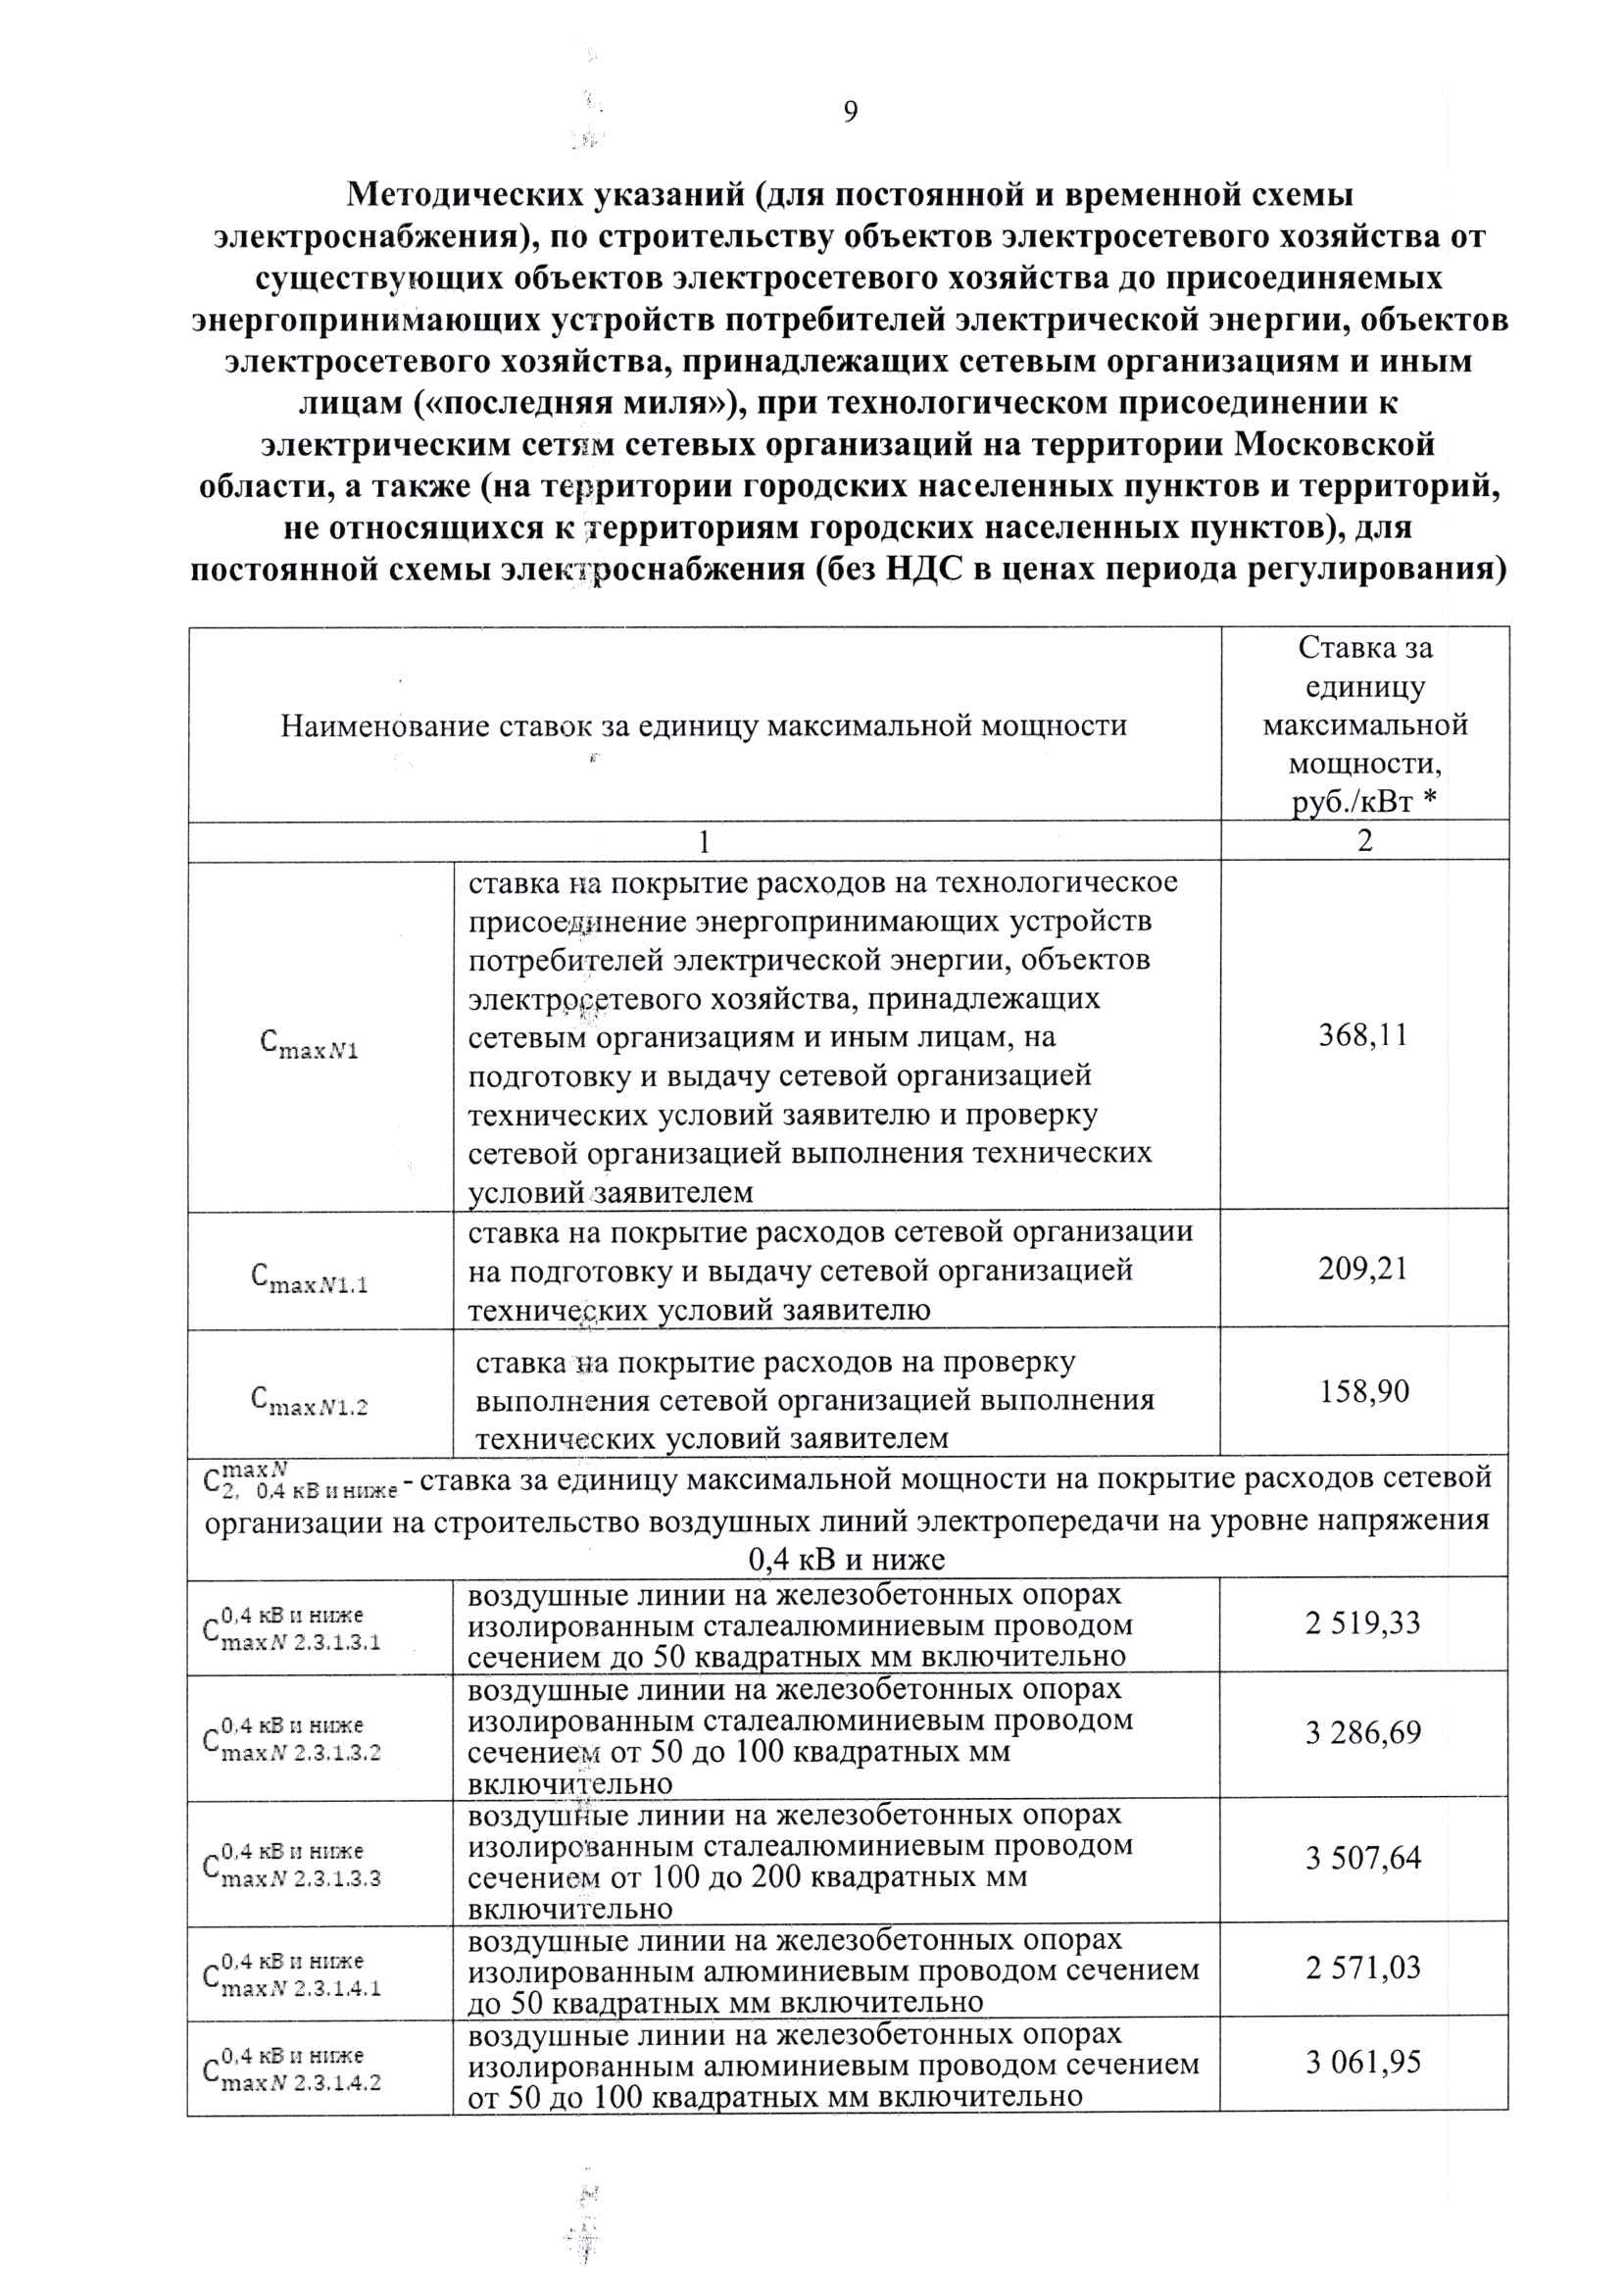 9
Методических указаний (для постоянной и временной схемы
электроснабжения), по строительству объектов электросетевого хозяйства от
существующих объектов электросетевого хозяйства до присоединяемых
энергопринимающих устройств потребителей электрической энергии, объектов
электросетевого хозяйства, принадлежащих сетевым организациям и иным
лицам («последняя миля»), при технологическом присоединении к
электрическим сетям сетевых организаций на территории Московской
области, а также (на территории городских населенных пунктов и территорий,
не относящихся к территориям городских населенных пунктов), для
постоянной схемы электроснабжения (без НДС в ценах периода регулирования)
Наименование ставок за единицу максимальной мощности
Ставка за
единицу
максимальной
мощности,
руб./кВт *
1
2
C maxN1
ставка на покрытие расходов на технологическое
присоединение энергопринимающих устройств
потребителей электрической энергии, объектов
электросетевого хозяйства, принадлежащих
сетевым организациям и иным лицам, на
подготовку и выдачу сетевой организацией
технических условий заявителю и проверку
сетевой организацией выполнения технических
условий заявителем
368,11
C maxN1.1
ставка на покрытие расходов сетевой организации
на подготовку и выдачу сетевой организацией
технических условий заявителю
209,21
C maxN1.2
ставка на покрытие расходов на проверку
выполнения сетевой организацией выполнения
технических условий заявителем
158,90
C maxN 2, 0,4 кВ и ниже - ставка за единицу максимальной мощности на покрытие расходов сетевой
организации на строительство воздушных линий электропередачи на уровне напряжения
0,4 кВ и ниже
C 0,4 кВ и ниже maxN 2.3.1.3.1
воздушные линии на железобетонных опорах
изолированным сталеалюминиевым проводом
сечением до 50 квадратных мм включительно
2 519,33
C 0,4 кВ и ниже maxN 2.3.1.3.2
воздушные линии на железобетонных опорах
изолированным сталеалюминиевым проводом
сечением от 50 до 100 квадратных мм
включительно
3 286,69
C 0,4 кВ и ниже maxN 2.3.1.3.3
воздушные линии на железобетонных опорах
изолированным сталеалюминиевым проводом
сечением от 100 до 200 квадратных мм
включительно
3 507,64
C 0,4 кВ и ниже maxN 2.3.1.4.1
воздушные линии на железобетонных опорах
изолированным алюминиевым проводом сечением
до 50 квадратных мм включительно
2 571,03
C 0,4 кВ и ниже maxN 2.3.1.4.2
воздушные линии на железобетонных опорах
изолированным алюминиевым проводом сечением
от 50 до 100 квадратных мм включительно
3 061,95